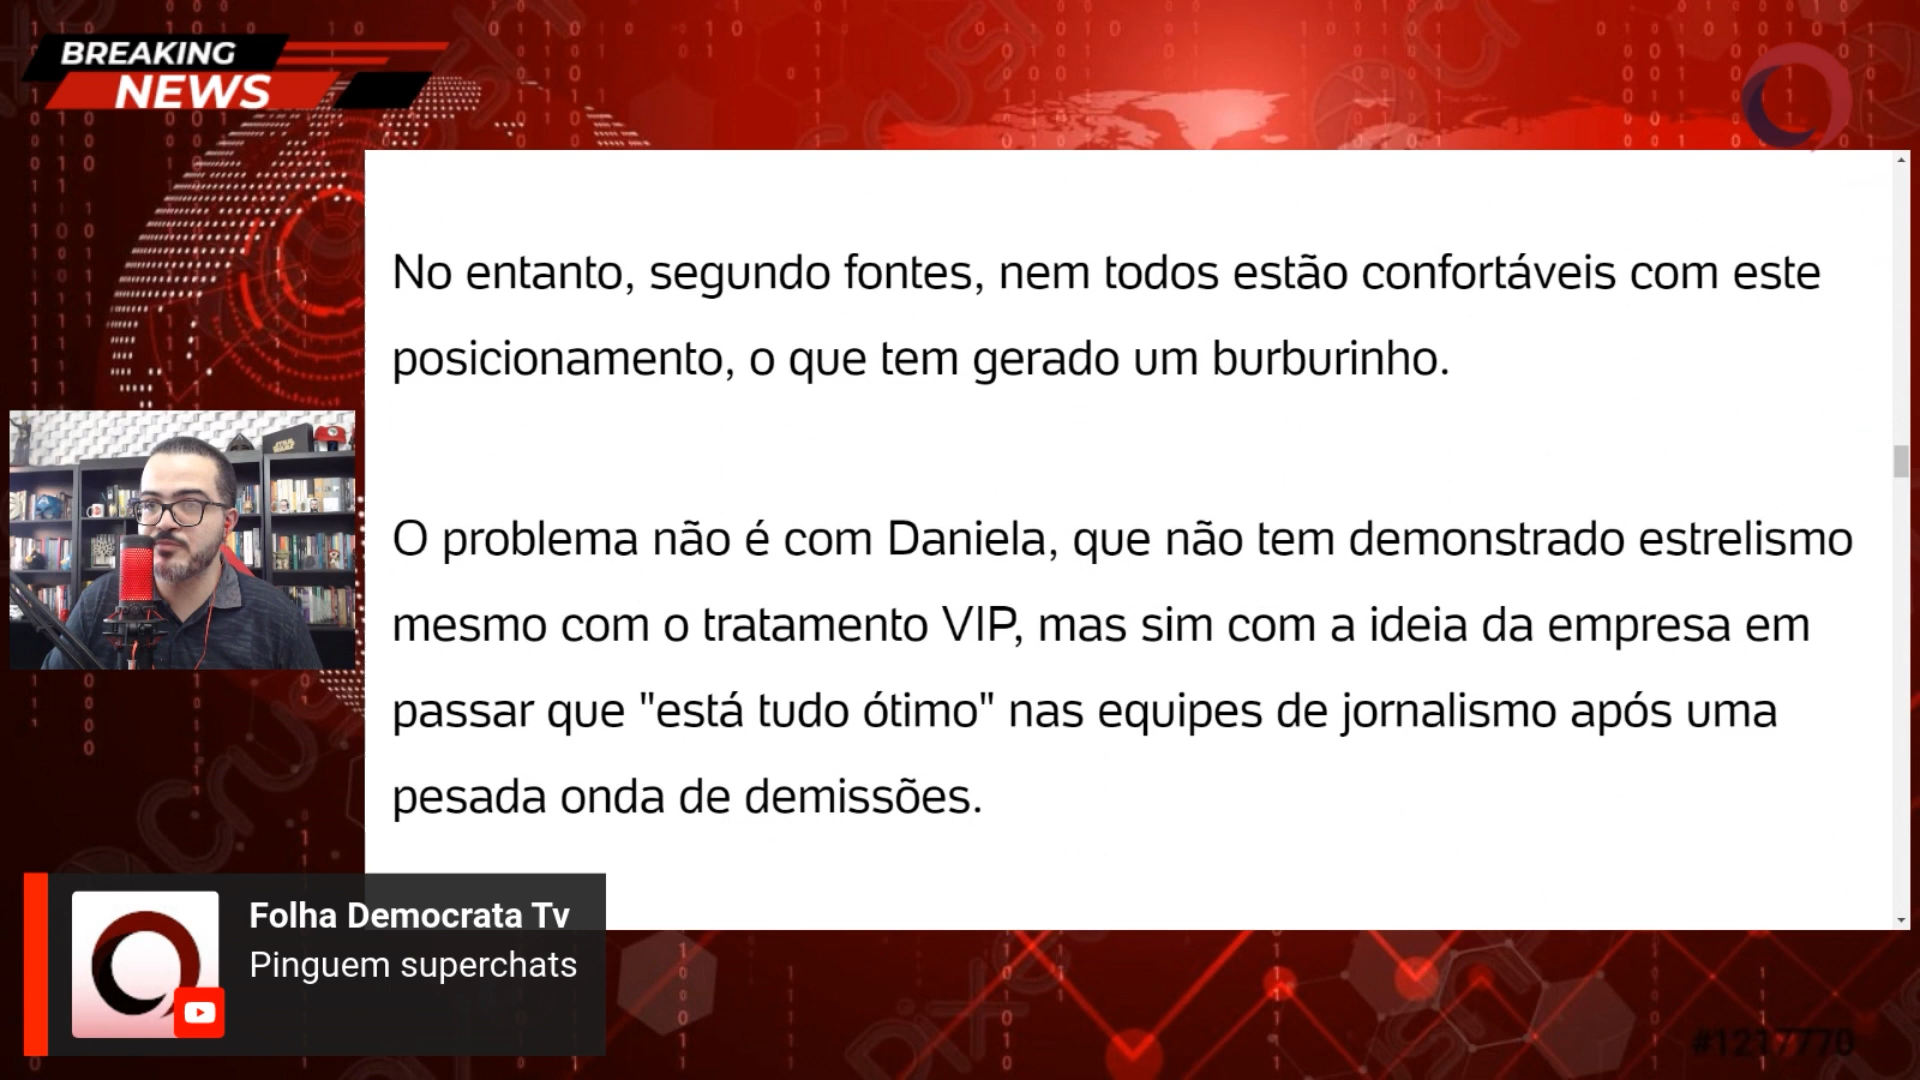 BREAKING
NEWS
No entanto, segundo fontes, nem todos estão confortáveis com este
posicionamento, o que tem gerado um burburinho.
O problema não é com Daniela, que não tem demonstrado estrelismo
mesmo com o tratamento VIP, mas sim com a ideia da empresa em
passar que "está tudo ótimo" nas equipes de jornalismo após uma
pesada onda de demissões.
STAR
WARS
Folha Democrata Tv
Pinguem superchats
#1217770